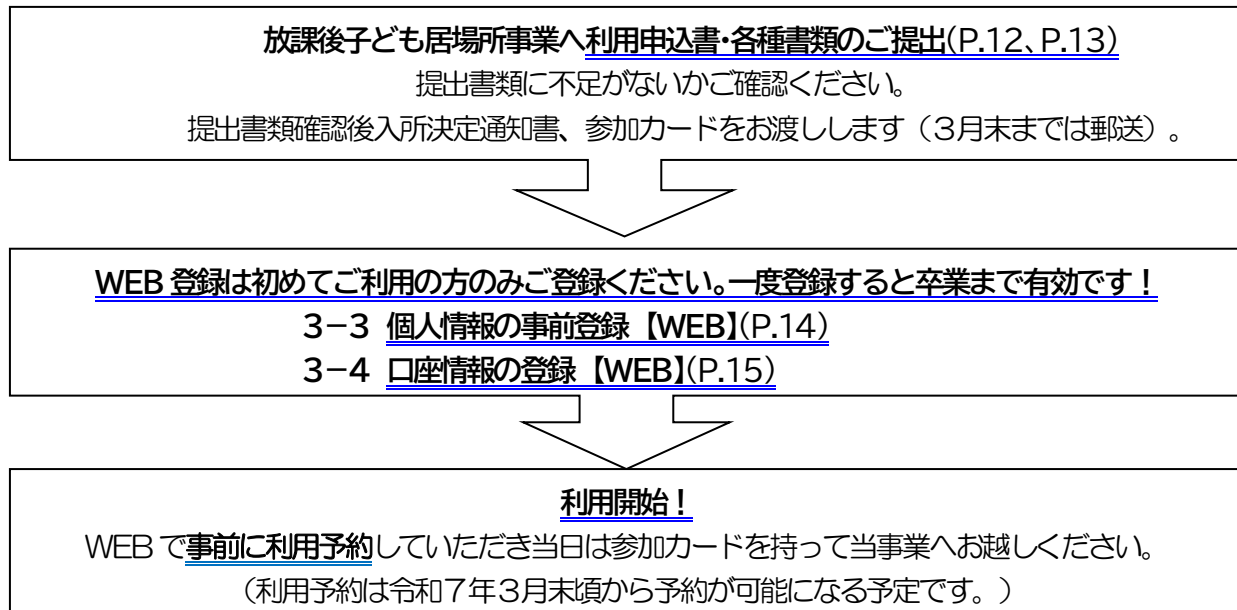 放課後子ども居場所事業へ利用申込書・各種書類のご提出(P.12、P.13)
提出書類に不足がないかご確認ください。
提出書類確認後入所決定通知書、参加カードをお渡しします（３月末までは郵送）。
WEB 登録は初めてご利用の方のみご登録ください。一度登録すると卒業まで有効です！
３－３ 個人情報の事前登録【WEB】(P.14)
３－４ 口座情報の登録【WEB】(P.15)
利用開始！
WEB で事前に利用予約していただき当日は参加カードを持って当事業へお越しください。
（利用予約は令和７年３月末頃から予約が可能になる予定です。）